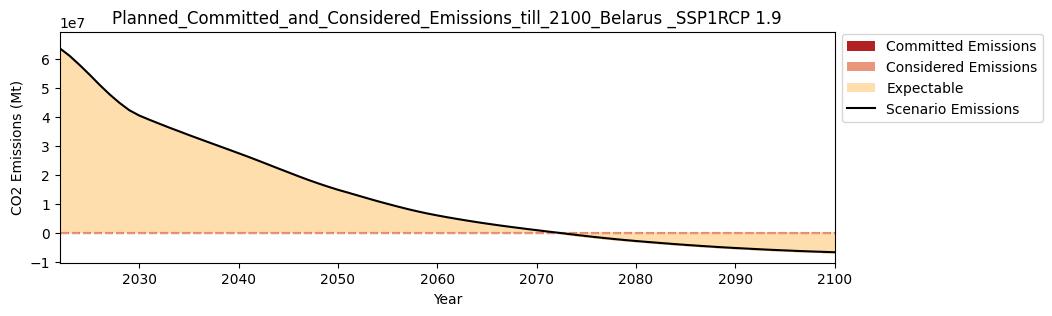 Planned_Committed_and_Considered_Emissions_till_2100_Belarus _SSP1RCP 1.9
1e7
Committed Emissions
Considered Emissions
Expectable
Scenario Emissions
CO2 Emissions (Mt)
6
5
4
3
2
1
0
−1
2030 2040 2050 2060 2070 2080 2090 2100
Year